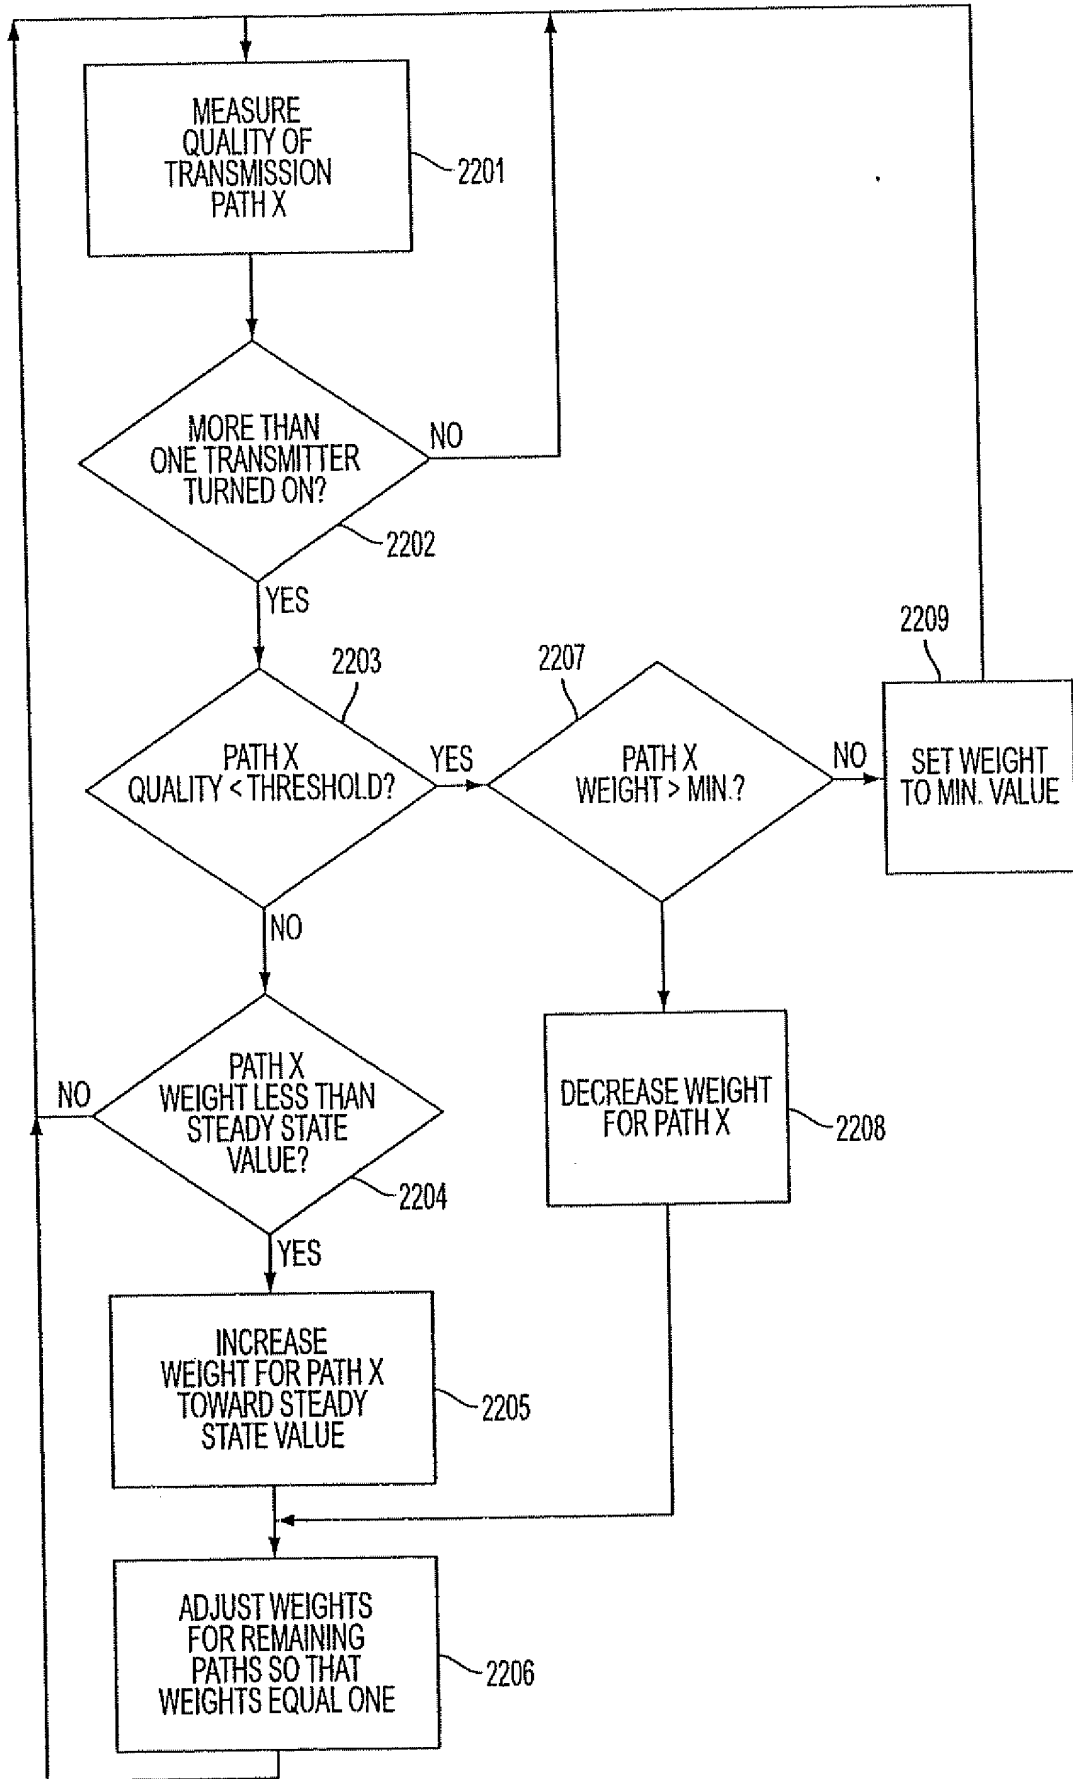 MEASURE
QUALITY OF
TRANSMISSION
PATH X
2201
MORE THAN
ONE TRANSMITTER
TURNED ON?
NO
2202
YES
2203
PATH X
QUALITY < THRESHOLD?
YES
NO
2207
PATH X
WEIGHT > MIN.?
NO
2209
SET WEIGHT
TO MIN. VALUE
PATH X
WEIGHT LESS THAN
STEADY STATE
VALUE?
NO
2204
YES
DECREASE WEIGHT
FOR PATH X
2208
INCREASE
WEIGHT FOR PATH X
TOWARD STEADY
STATE VALUE
2205
ADJUST WEIGHTS
FOR REMAINING
PATHS SO THAT
WEIGHTS EQUAL ONE
2206